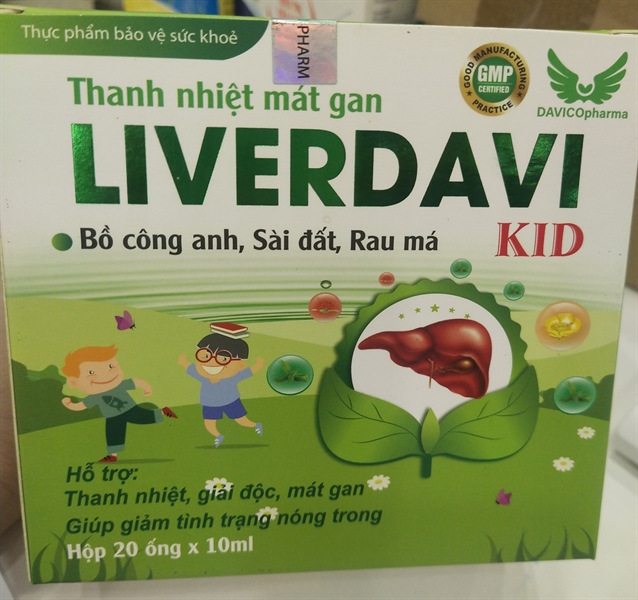 Thực phẩm bảo vệ sức khoẻ
PHARM
GOOD MANUFACTURING
GMP
CERTIFIED
PRACTICE
DAVICOpharma
Thanh nhiệt mát gan
LIVERDAVI
KID
Bồ công anh, Sài đất, Rau má
Hỗ trợ:
Thanh nhiệt, giải độc, mát gan
Giúp giảm tình trạng nóng trong
Hộp 20 ống x 10ml